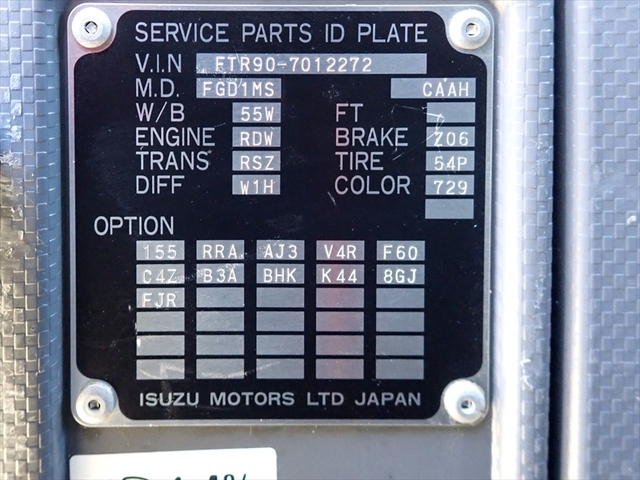 SERVICE PARTS ID PLATE
V.I.N FTR90-7012272
M.D. FGD1MS CAAH
W/B 55W FT
ENGINE RDW BRAKE Z06
TRANS RSZ TIRE 54P
DIFF W1H COLOR 729
OPTION
155 RRA AJ3 V4R F60
C4Z B3A BHK K44 8GJ
FJR
ISUZU MOTORS LTD JAPAN